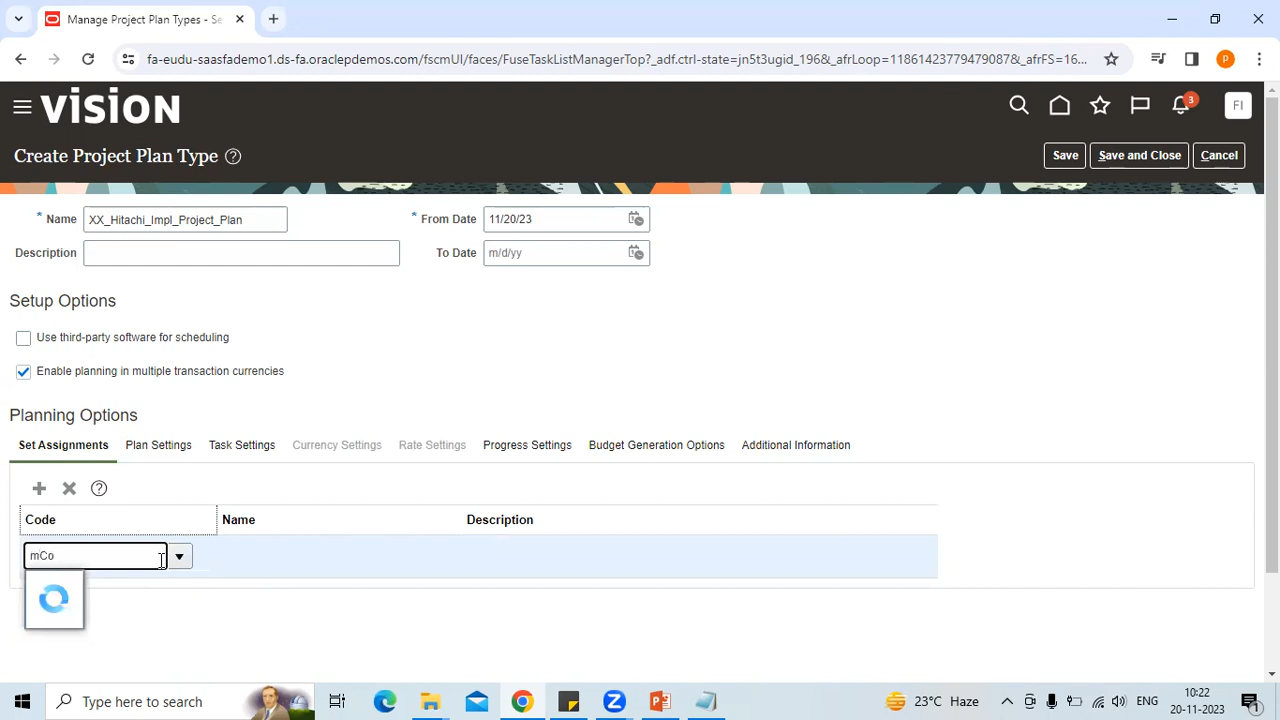 Manage Project Plan Types - Se
fa-eudu-saasfademo1.ds-fa.oraclepdemos.com/fscmUI/faces/FuseTaskListManagerTop?_adf.ctrl-state=jn5t3ugid_196&_afrLoop=118614237794790​87&_afrFS=16...
P
VISION
3
FI
Create Project Plan Type
Save
Save and Close
Cancel
* Name XX_Hitachi_Impl_Project_Plan
* From Date 11/20/23
Description
To Date m/d/yy
Setup Options
Use third-party software for scheduling
Enable planning in multiple transaction currencies
Planning Options
Set Assignments Plan Settings Task Settings Currency Settings Rate Settings Progress Settings Budget Generation Options Additional Information
Code Name Description
mCo
Type here to search
23°C Haze
ENG
10:22
20-11-2023
1